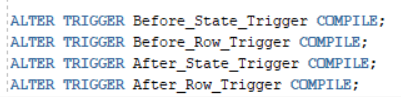 ALTER TRIGGER Before_State_Trigger COMPILE;
ALTER TRIGGER Before_Row_Trigger COMPILE;
ALTER TRIGGER After_State_Trigger COMPILE;
ALTER TRIGGER After_Row_Trigger COMPILE;